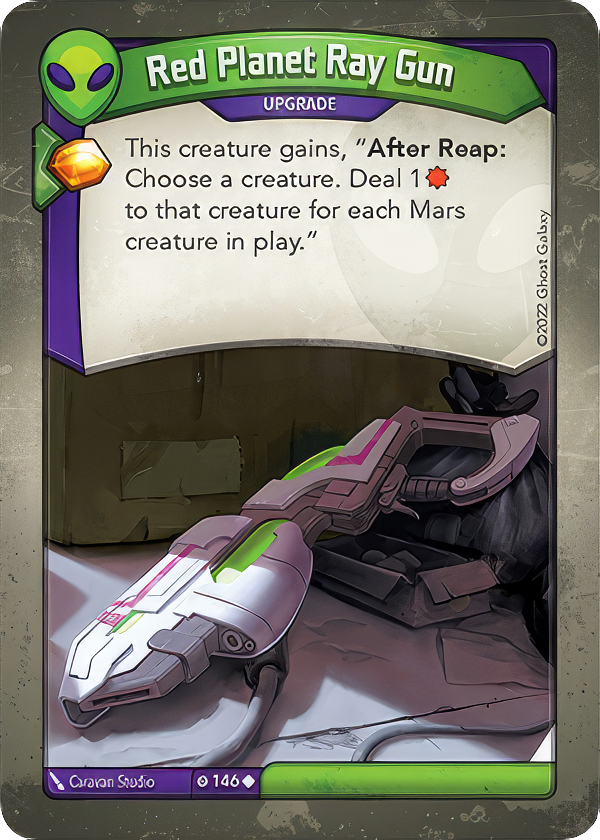 Red Planet Ray Gun
UPGRADE
This creature gains, “After Reap:
Choose a creature. Deal 1
to that creature for each Mars
creature in play.”
©2022 Ghost Galaxy
Caravan Studio
146